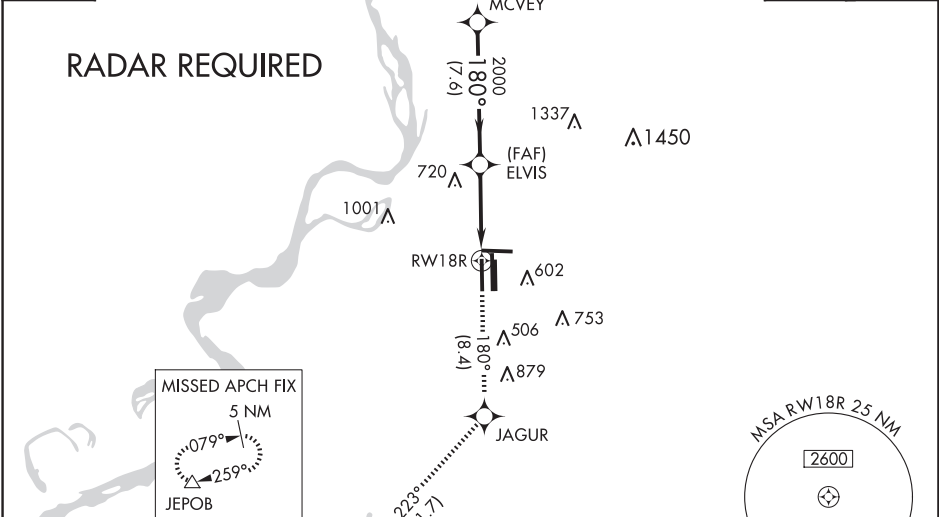 MCVEY
RADAR REQUIRED
2000
180°
(7.6)
1337
1450
(FAF)
ELVIS
720
1001
RW18R
602
753
506
180°
(8.4)
879
MISSED APCH FIX
5 NM
079°
259°
JEPOB
JAGUR
223°
MSA RW18R 25 NM
2600